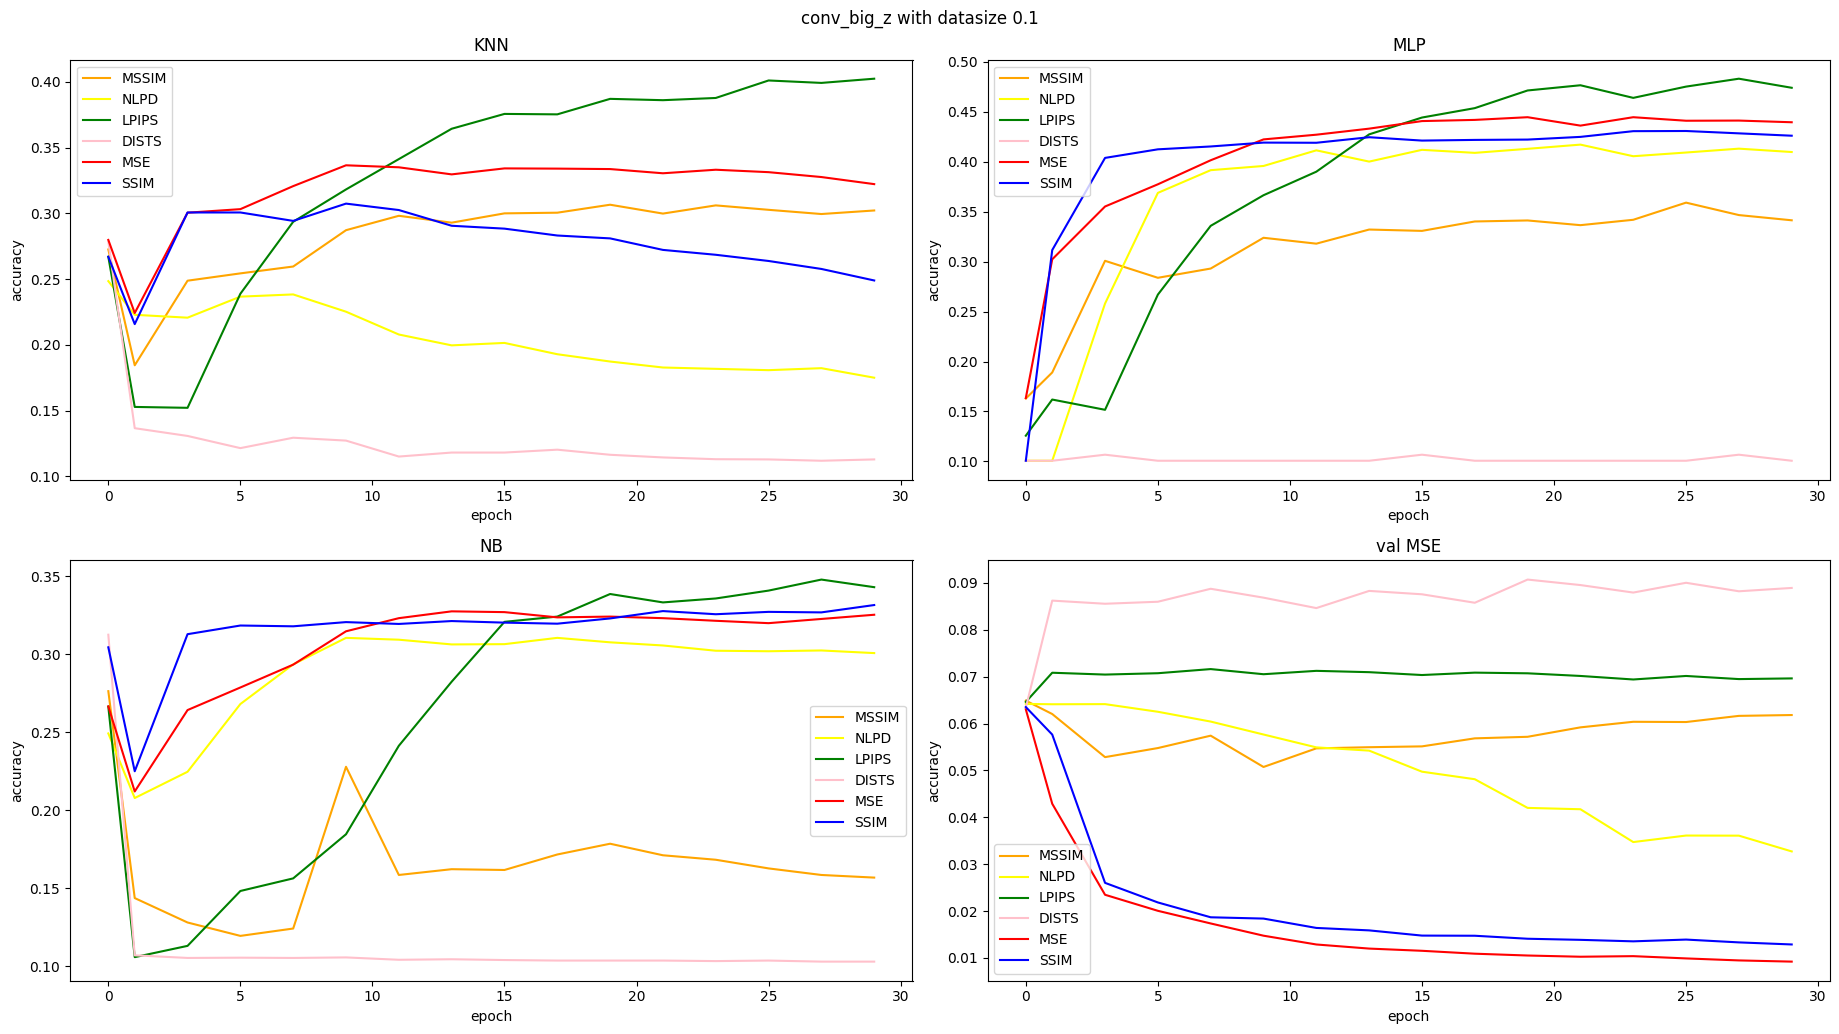 conv_big_z with datasize 0.1
KNN
0.40
0.35
0.30
0.25
0.20
0.15
0.10
accuracy
MSSIM
NLPD
LPIPS
DISTS
MSE
SSIM
0
5
10
15
20
25
30
epoch
MLP
0.50
0.45
0.40
0.35
0.30
0.25
0.20
0.15
0.10
accuracy
MSSIM
NLPD
LPIPS
DISTS
MSE
SSIM
0
5
10
15
20
25
30
epoch
NB
0.35
0.30
0.25
0.20
0.15
0.10
accuracy
MSSIM
NLPD
LPIPS
DISTS
MSE
SSIM
0
5
10
15
20
25
30
epoch
val MSE
0.09
0.08
0.07
0.06
0.05
0.04
0.03
0.02
0.01
accuracy
MSSIM
NLPD
LPIPS
DISTS
MSE
SSIM
0
5
10
15
20
25
30
epoch